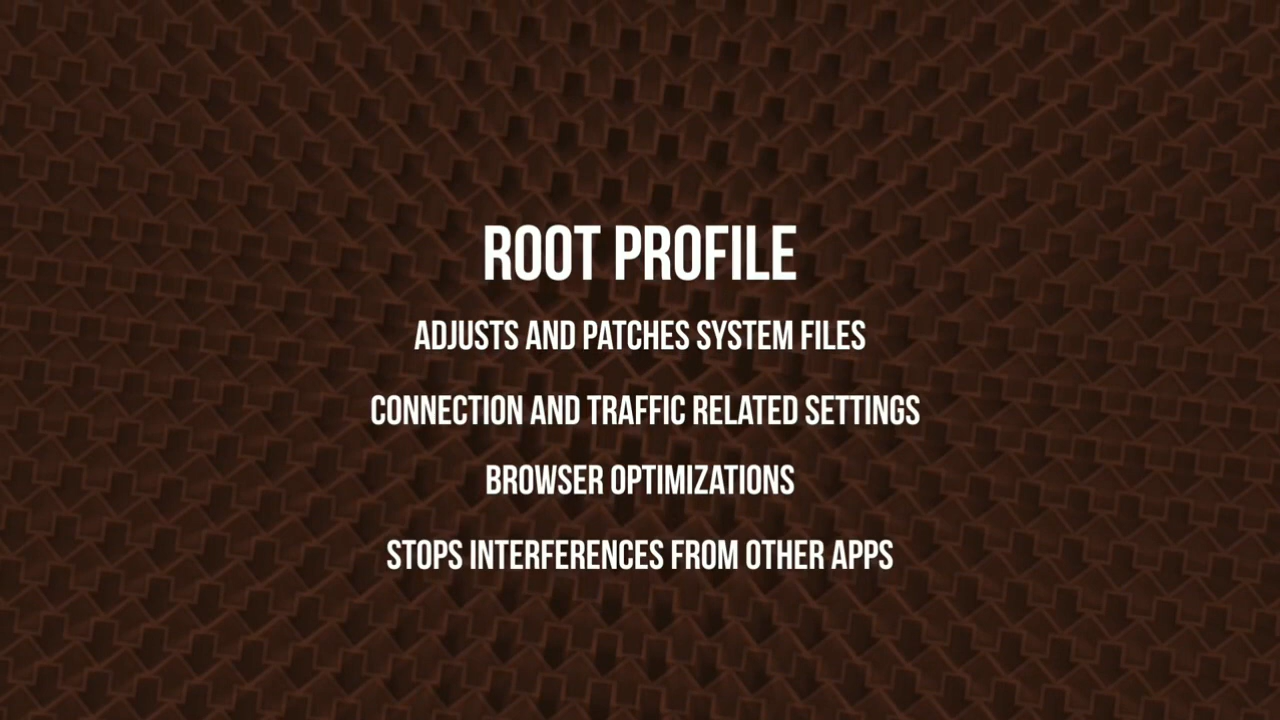 ROOT PROFILE
ADJUSTS AND PATCHES SYSTEM FILES
CONNECTION AND TRAFFIC RELATED SETTINGS
BROWSER OPTIMIZATIONS
STOPS INTERFERENCES FROM OTHER APPS